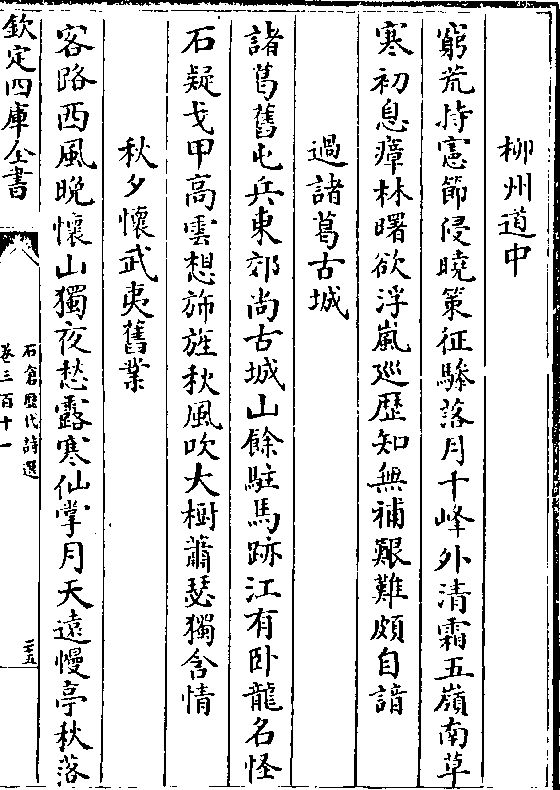 柳州道中
窮荒持憲節侵曉策征驂落月千峰外清霜五嶺南草
寒初息瘴林曙欲浮嵐廵歴知無補艱難頗自諳
過諸葛古城
諸葛舊屯兵東郊尚古城山餘駐馬跡江有卧龍名怪
石疑戈甲高雲想斾旌秋風吹大樹蕭瑟獨含情
秋夕懷武夷舊業
客路西風晚懷山獨夜愁露寒仙掌月天遠慢亭秋落
欽定四庫全書
石倉歴代詩選
卷三百十一
三五